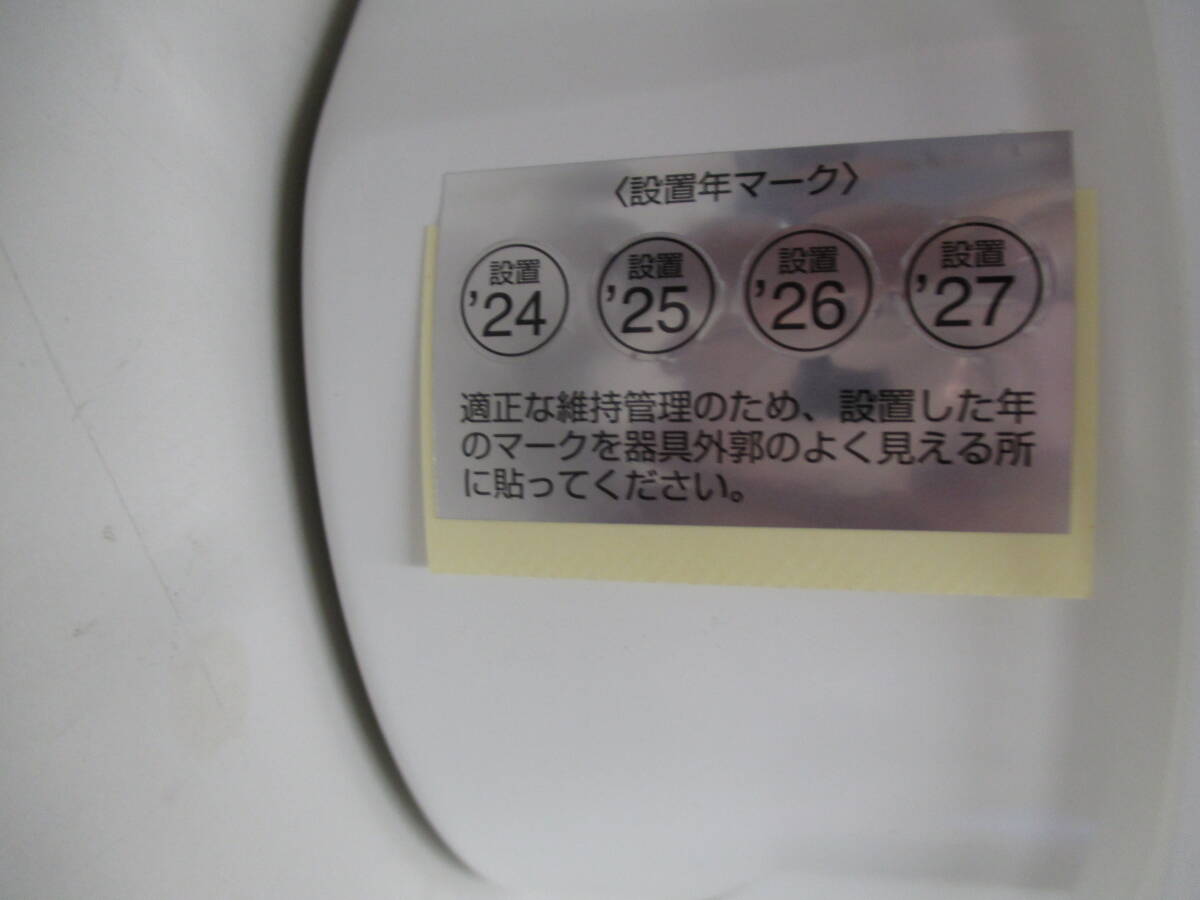 〈設置年マーク〉
設置 設置 設置 設置
’24 ’25 ’26 ’27
適正な維持管理のため、設置した年
のマークを器具外郭のよく見える所
に貼ってください。